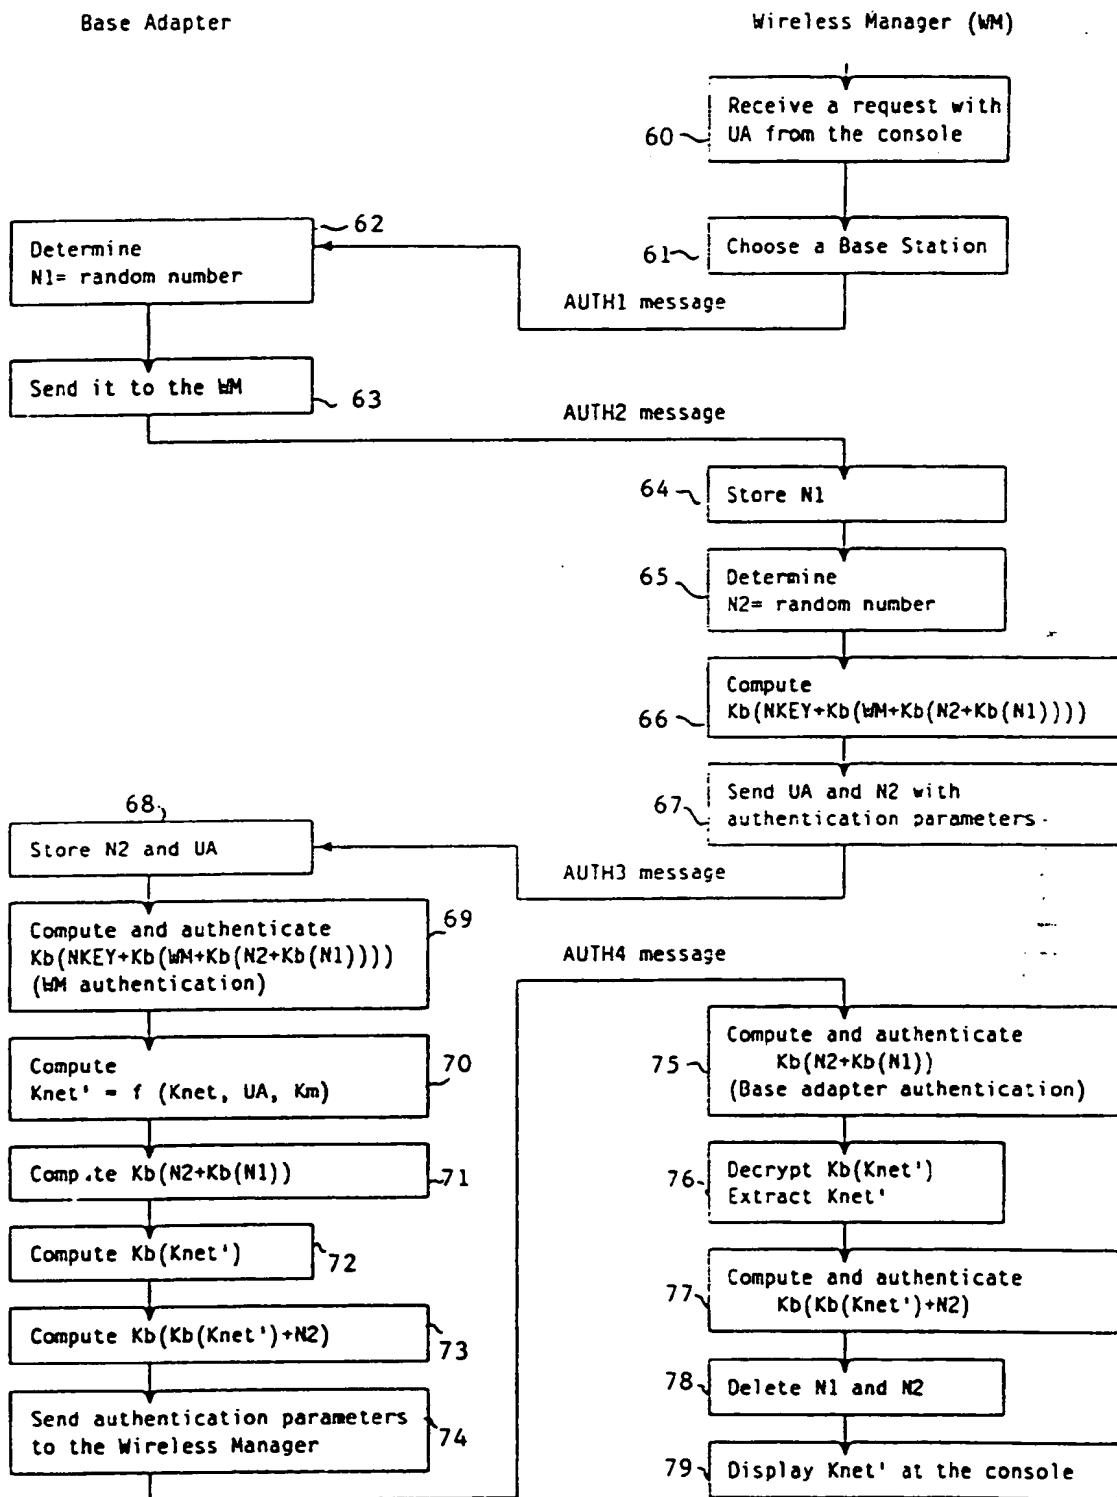 Base Adapter
Wireless Manager (WM)
Receive a request with
UA from the console
60
Choose a Base Station
61
62
Determine
N1= random number
AUTH1 message
Send it to the WM
63
AUTH2 message
64
Store N1
65
Determine
N2= random number
Compute
Kb(NKEY+Kb(WM+Kb(N2+Kb(N1))))
66
Send UA and N2 with
authentication parameters
67
68
Store N2 and UA
AUTH3 message
69
Compute and authenticate
Kb(NKEY+Kb(WM+Kb(N2+Kb(N1))))
(WM authentication)
AUTH4 message
70
Compute
Knet' = f (Knet, UA, Km)
Compute Kb(N2+Kb(N1))
71
Compute Kb(Knet')
72
Compute Kb(Kb(Knet')+N2)
73
Send authentication parameters
to the Wireless Manager
74
Compute and authenticate
Kb(N2+Kb(N1))
(Base adapter authentication)
75
Decrypt Kb(Knet')
Extract Knet'
76
Compute and authenticate
Kb(Kb(Knet')+N2)
77
78
Delete N1 and N2
79
Display Knet' at the console